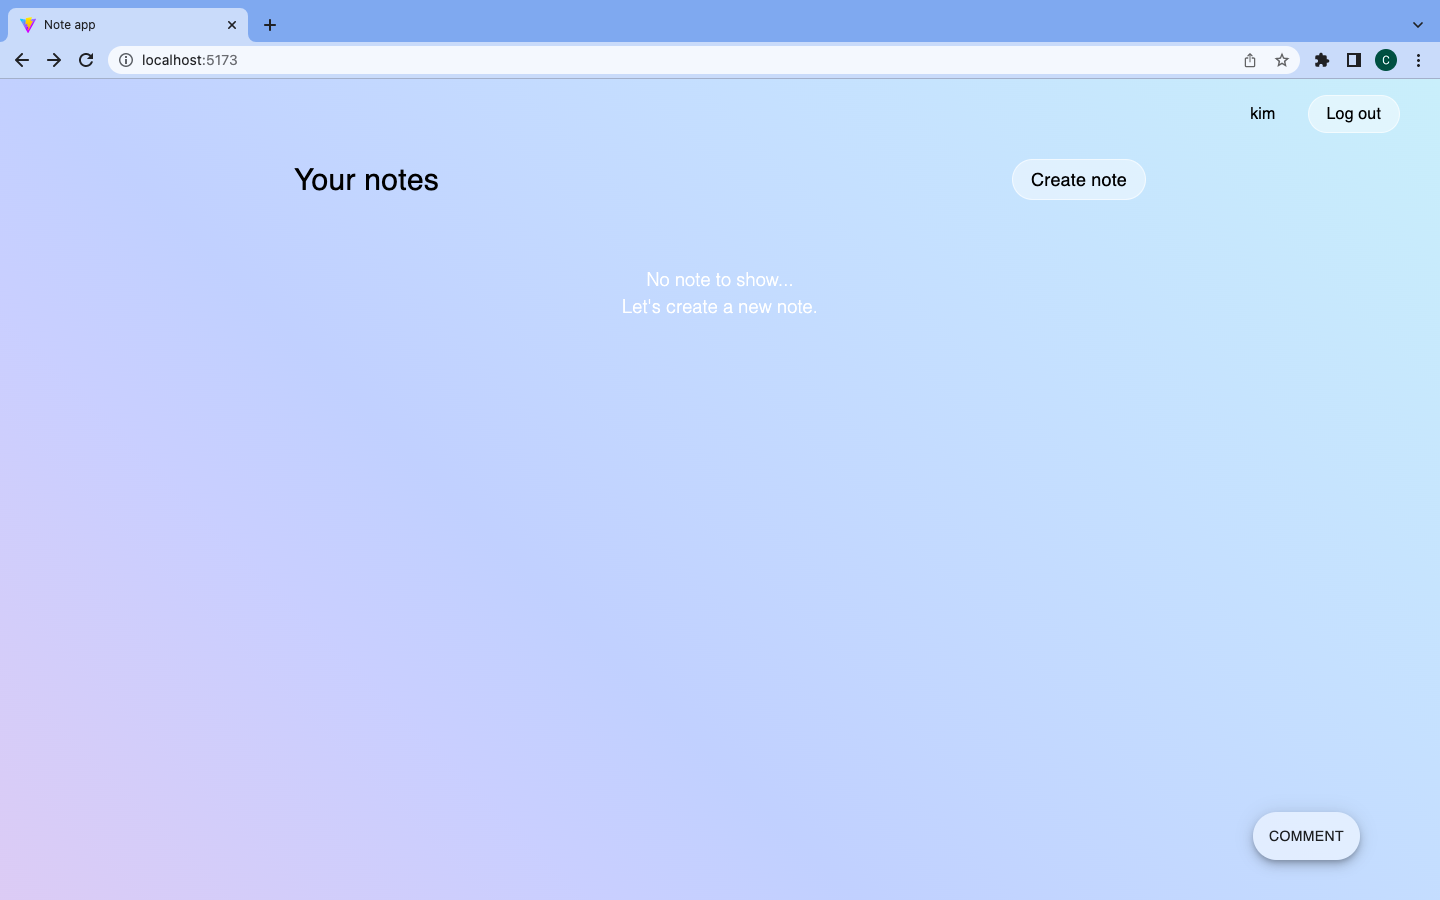 Note app
localhost:5173
C
kim
Log out
Your notes
Create note
No note to show...
Let's create a new note.
COMMENT